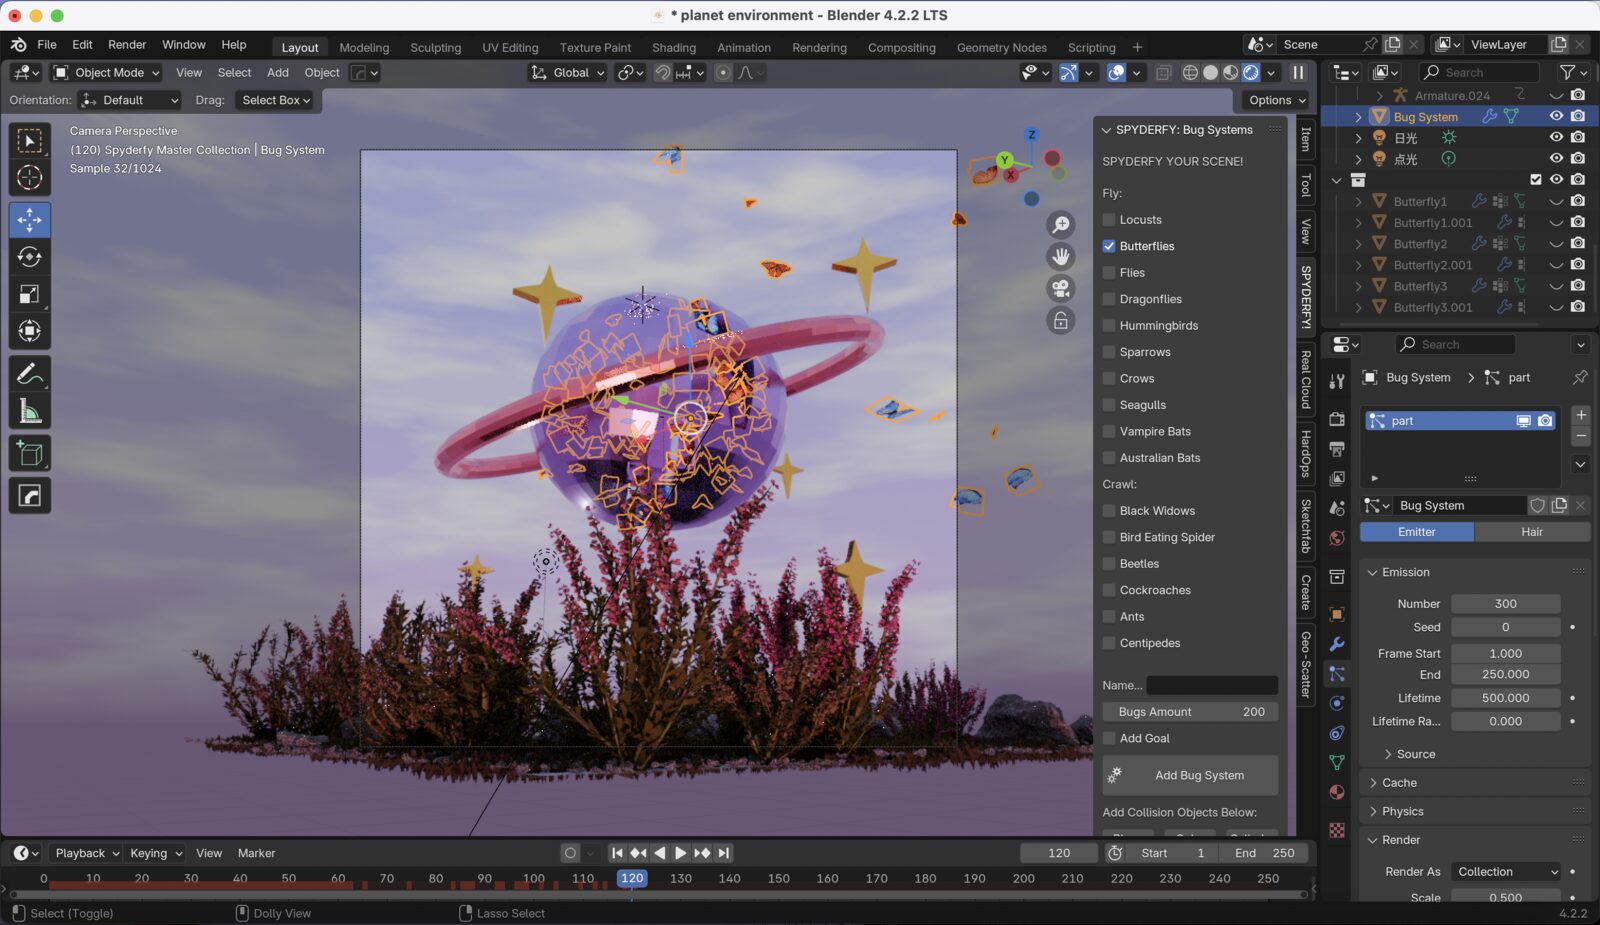 * planet environment - Blender 4.2.2 LTS
File Edit Render Window Help Layout Modeling Sculpting UV Editing Texture Paint Shading Animation Rendering Compositing Geometry Nodes Scripting + Scene ViewLayer
Object Mode View Select Add Object Global Search
Orientation: Default Drag: Select Box Options
Armature.024
Bug System
日光
点光
Butterfly1
Butterfly1.001
Butterfly2
Butterfly2.001
Butterfly3
Butterfly3.001
Camera Perspective
(120) Spyderfy Master Collection | Bug System
Sample 32/1024
Z
Y
X
SPYDERFY: Bug Systems
SPYDERFY YOUR SCENE!
Fly:
Locusts
Butterflies
Flies
Dragonflies
Hummingbirds
Sparrows
Crows
Seagulls
Vampire Bats
Australian Bats
Crawl:
Black Widows
Bird Eating Spider
Beetles
Cockroaches
Ants
Centipedes
Name...
Bugs Amount 200
Add Goal
Add Bug System
Add Collision Objects Below:
Item
Tool
View
SPYDERFY!
Real Cloud
HardOps
Sketchfab
Create
Geo-Scatter
Search
Bug System > part
part
Bug System
Emitter Hair
Emission
Number 300
Seed 0
Frame Start 1.000
End 250.000
Lifetime 500.000
Lifetime Ra... 0.000
Source
Cache
Physics
Render
Render As Collection
Scale 0.500
Playback Keying View Marker 120 Start 1 End 250
0 10 20 30 40 50 60 70 80 90 100 110 120 130 140 150 160 170 180 190 200 210 220 230 240 250
Select (Toggle) Dolly View Lasso Select 4.2.2